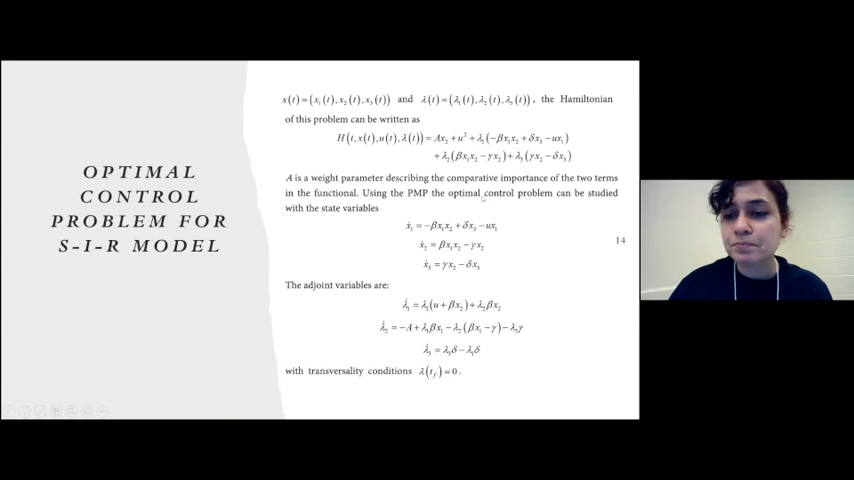 OPTIMAL
CONTROL
PROBLEM FOR
S-I-R MODEL
x(t)=(x₁(t),x₂(t),x₃(t)) and λ(t)=(λ₁(t),λ₂(t),λ₃(t)), the Hamiltonian
of this problem can be written as
H(t,x(t),u(t),λ(t))=Ax₂+u²+λ₁(−βx₁x₂+δx₃−ux₁)
+λ₂(βx₁x₂−γx₂)+λ₃(γx₂−δx₃)
A is a weight parameter describing the comparative importance of the two terms
in the functional. Using the PMP the optimal control problem can be studied
with the state variables
ẋ₁=−βx₁x₂+δx₃−ux₁
ẋ₂=βx₁x₂−γx₂
ẋ₃=γx₂−δx₃
14
The adjoint variables are:
λ̇₁=λ₁(u+βx₂)+λ₂βx₂
λ̇₂=−A+λ₁βx₁−λ₂(βx₁−γ)−λ₃γ
λ̇₃=λ₃δ−λ₁δ
with transversality conditions λ(t_f)=0.